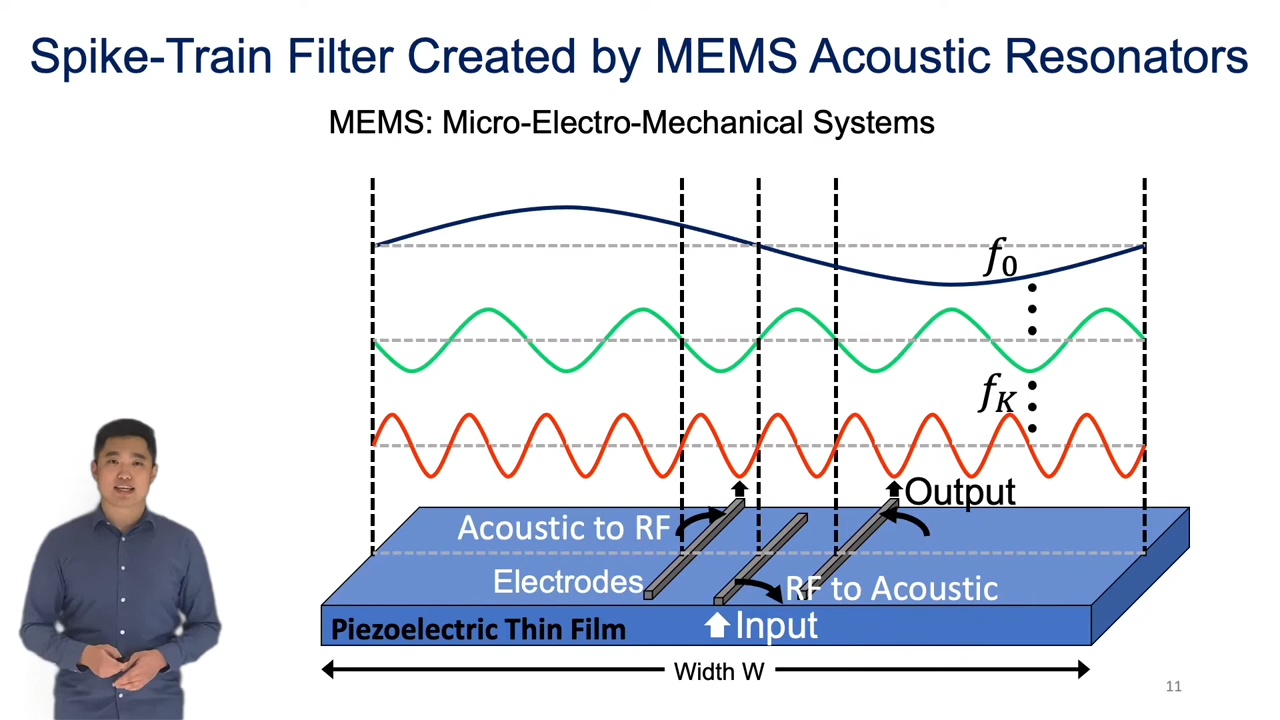 Spike-Train Filter Created by MEMS Acoustic Resonators
MEMS: Micro-Electro-Mechanical Systems
f0
fK
Output
Acoustic to RF
Electrodes
RF to Acoustic
Piezoelectric Thin Film
Input
Width W
11